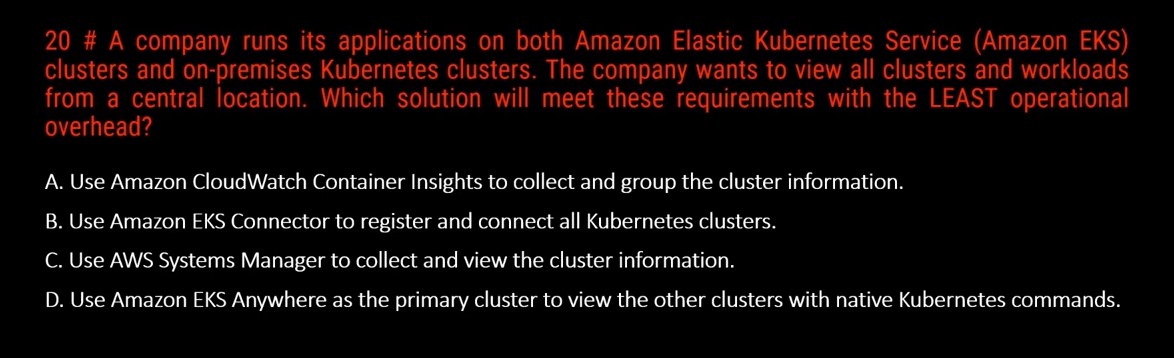 20 # A company runs its applications on both Amazon Elastic Kubernetes Service (Amazon EKS)
clusters and on-premises Kubernetes clusters. The company wants to view all clusters and workloads
from a central location. Which solution will meet these requirements with the LEAST operational
overhead?
A. Use Amazon CloudWatch Container Insights to collect and group the cluster information.
B. Use Amazon EKS Connector to register and connect all Kubernetes clusters.
C. Use AWS Systems Manager to collect and view the cluster information.
D. Use Amazon EKS Anywhere as the primary cluster to view the other clusters with native Kubernetes commands.